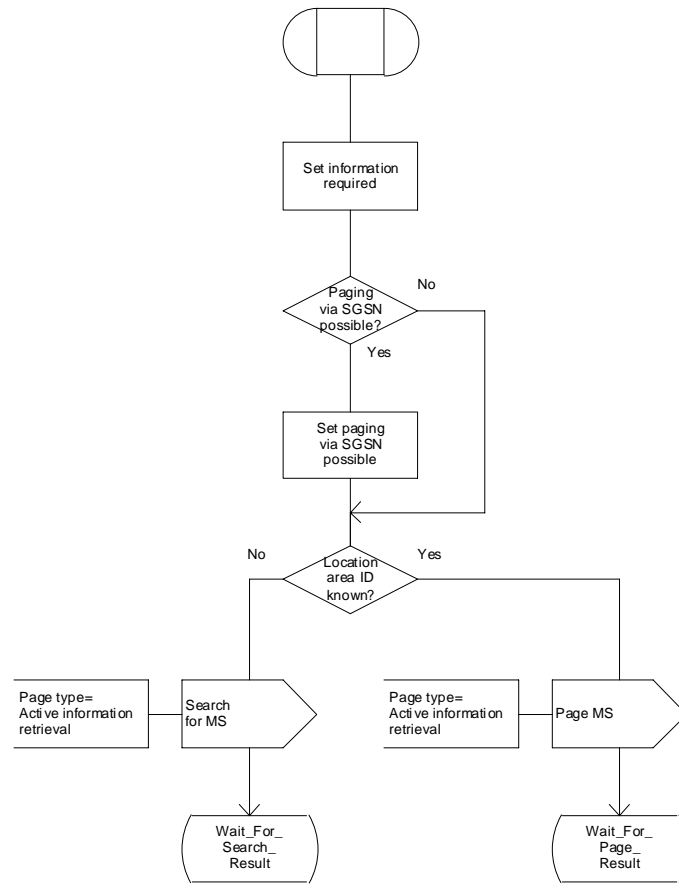 Set information
required
Paging
via SGSN
possible?
No
Yes
Set paging
via SGSN
possible
No
Location
area ID
known?
Yes
Page type=
Active information
retrieval
Search
for MS
Page type=
Active information
retrieval
Page MS
Wait_For_
Search_
Result
Wait_For_
Page_
Result